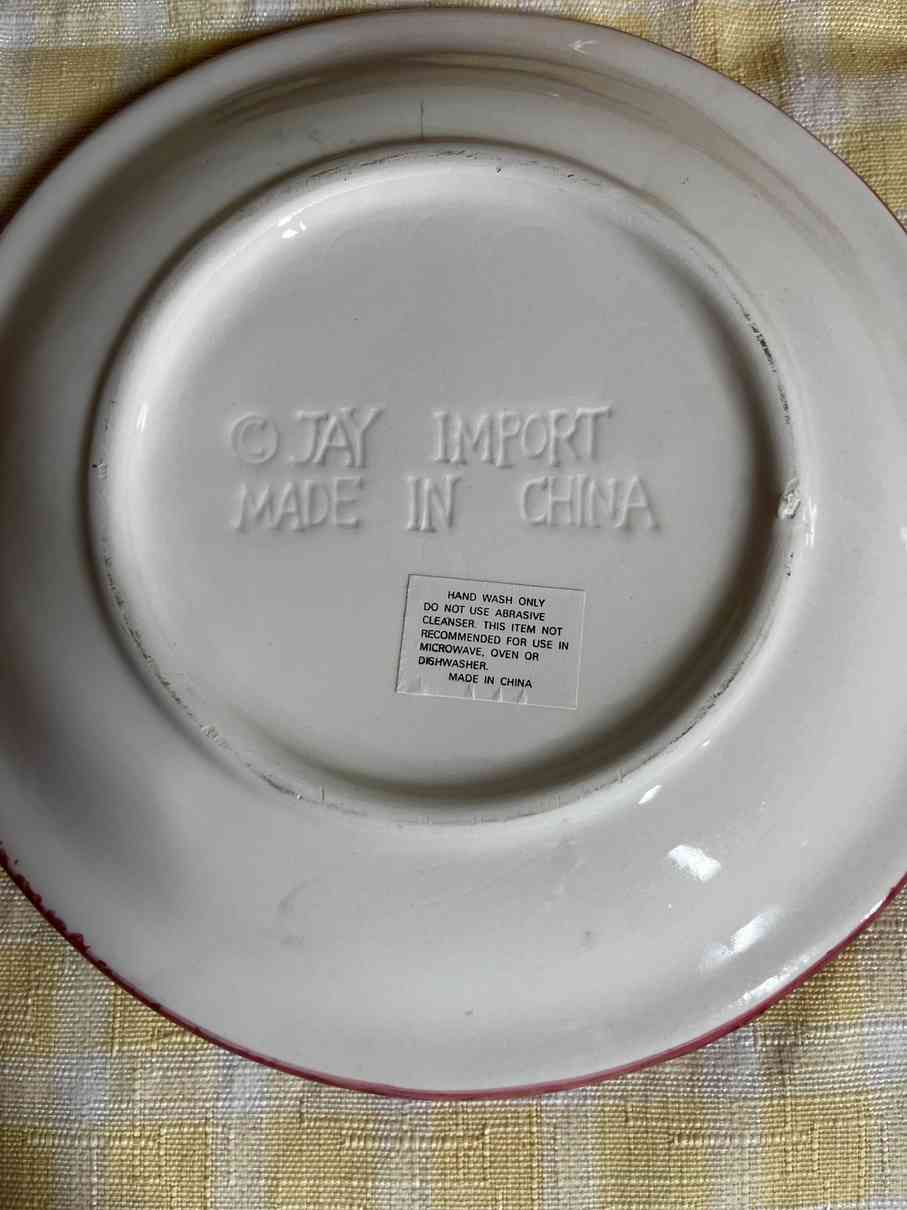 © JAY IMPORT
MADE IN CHINA
HAND WASH ONLY
DO NOT USE ABRASIVE
CLEANSER. THIS ITEM NOT
RECOMMENDED FOR USE IN
MICROWAVE, OVEN OR
DISHWASHER.
MADE IN CHINA